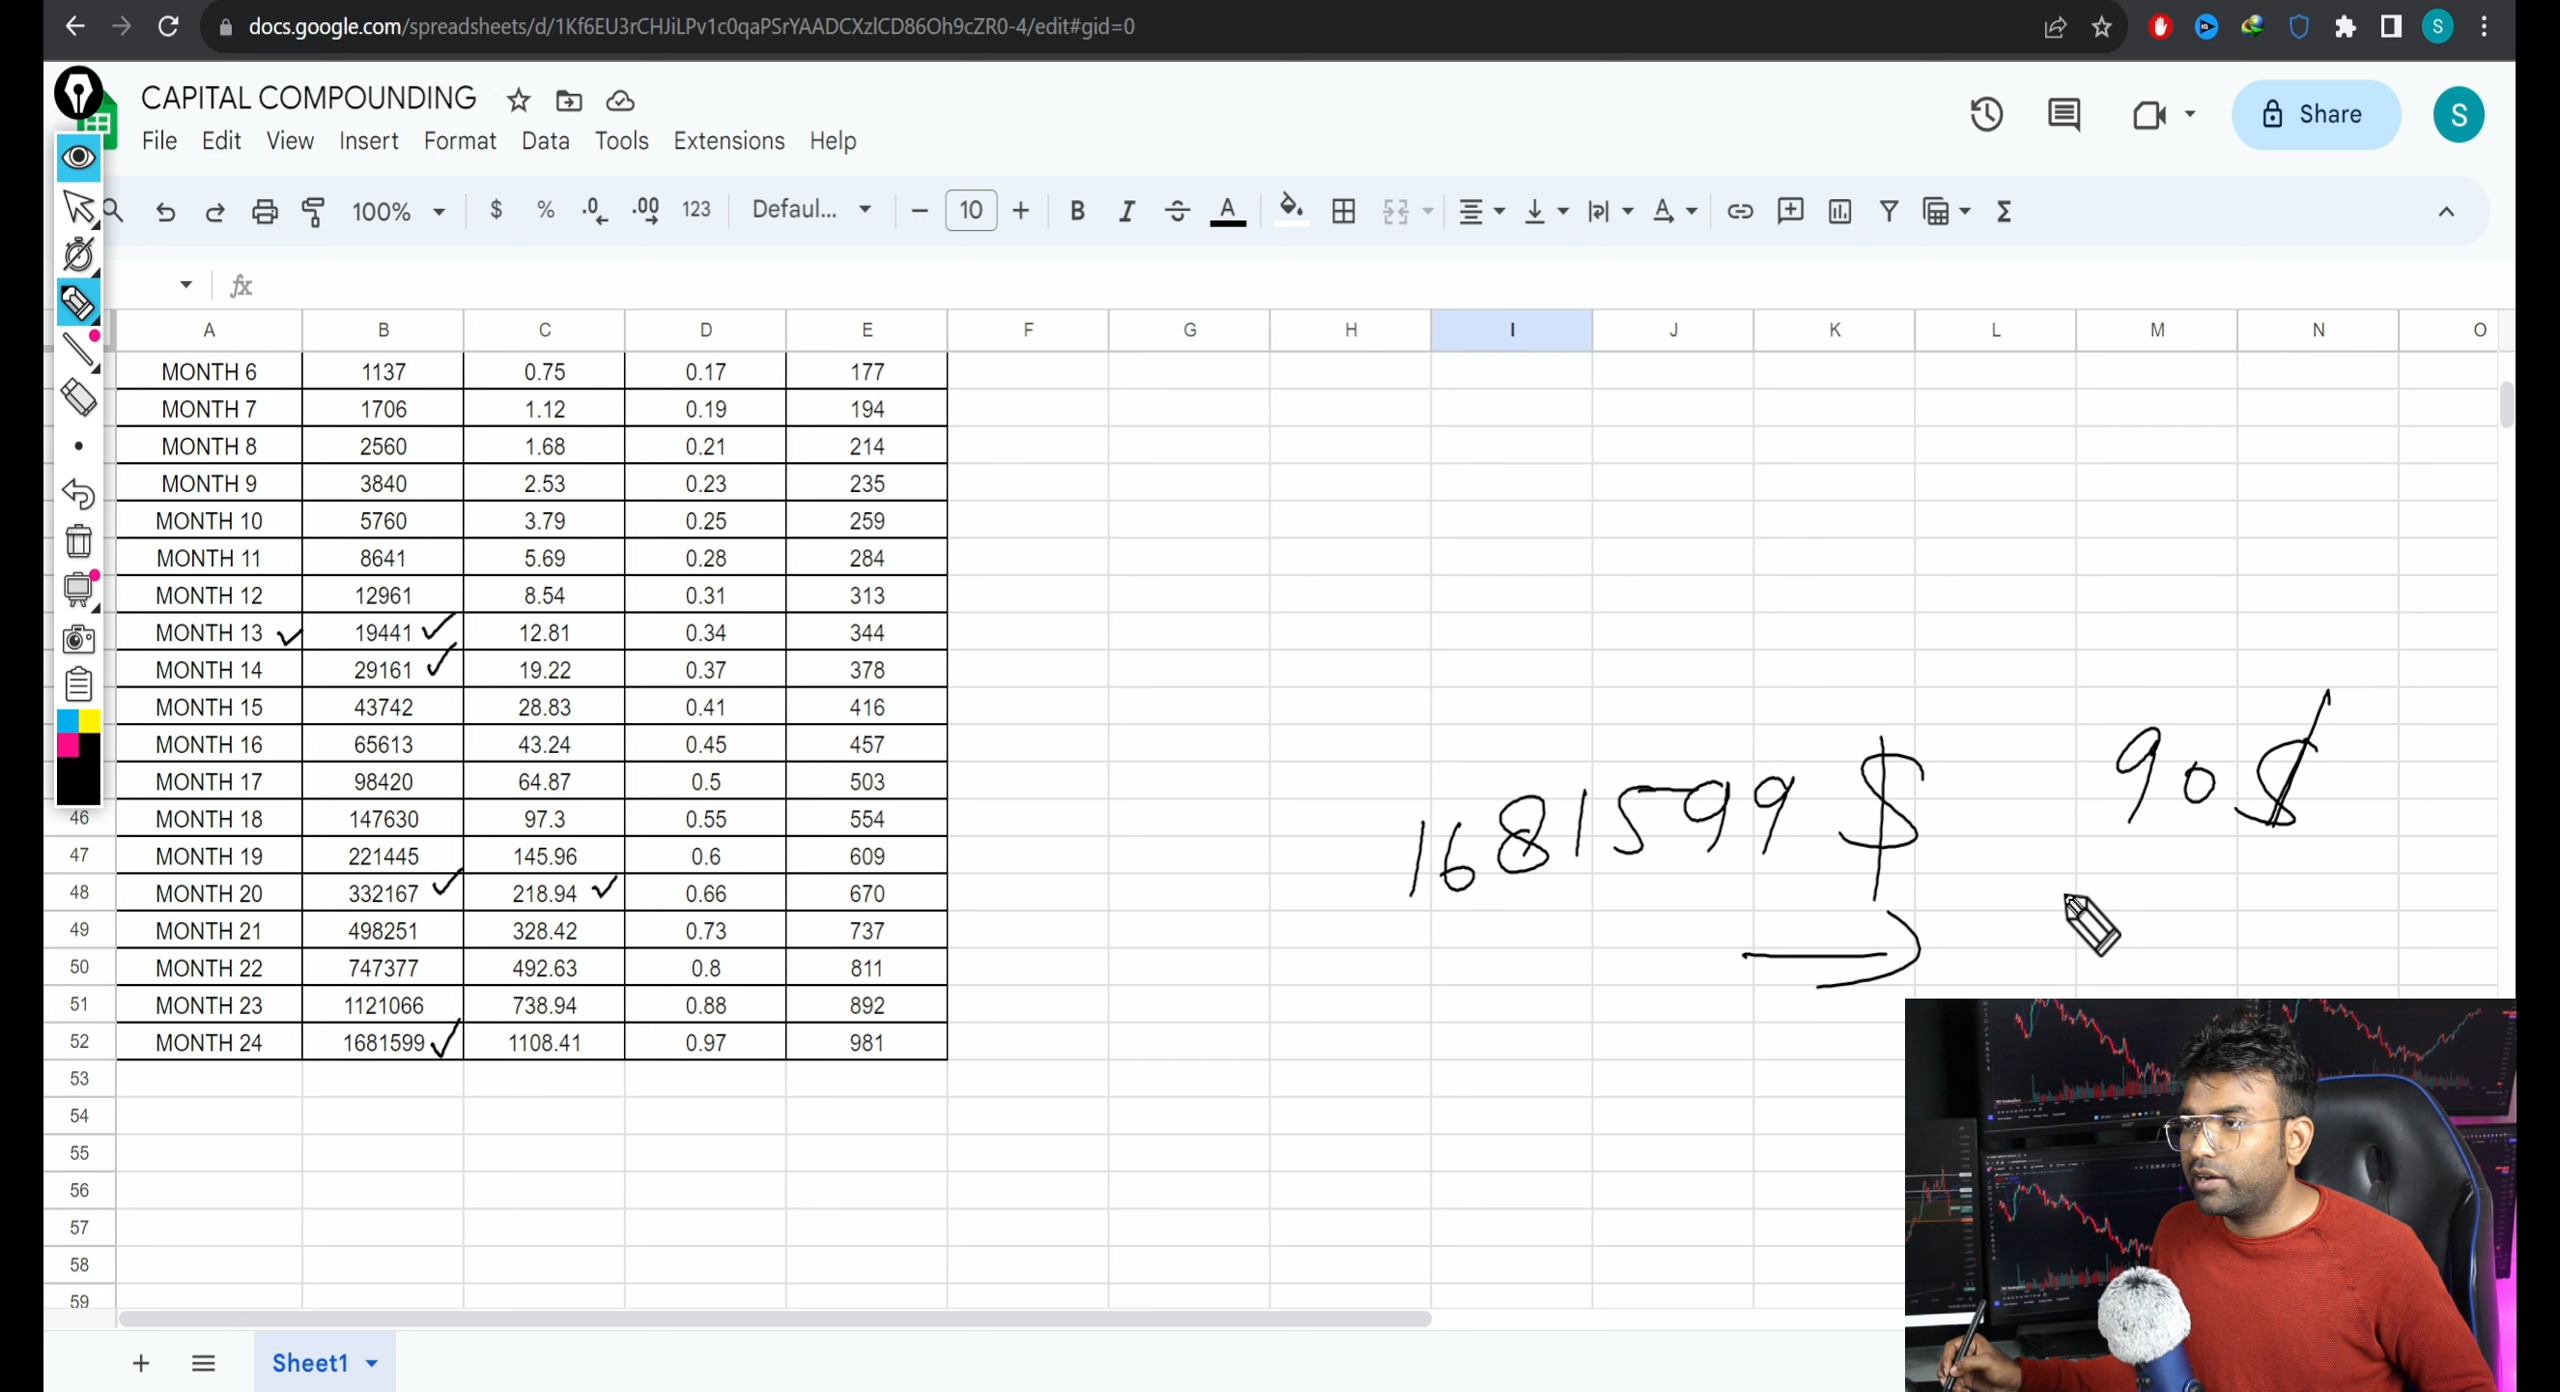 docs.google.com/spreadsheets/d/1Kf6EU3rCHJiLPv1c0qaPSrYAADCXzlCD86Oh9cZR0-4/edit#gid=0
S
CAPITAL COMPOUNDING
File Edit View Insert Format Data Tools Extensions Help
Share
S
100% $ % .0 .00 123 Defaul... 10 B I A
fx
A B C D E F G H I J K L M N O
MONTH 6 1137 0.75 0.17 177
MONTH 7 1706 1.12 0.19 194
MONTH 8 2560 1.68 0.21 214
MONTH 9 3840 2.53 0.23 235
MONTH 10 5760 3.79 0.25 259
MONTH 11 8641 5.69 0.28 284
MONTH 12 12961 8.54 0.31 313
MONTH 13 19441 12.81 0.34 344
MONTH 14 29161 19.22 0.37 378
MONTH 15 43742 28.83 0.41 416
MONTH 16 65613 43.24 0.45 457
MONTH 17 98420 64.87 0.5 503
46 MONTH 18 147630 97.3 0.55 554
47 MONTH 19 221445 145.96 0.6 609
48 MONTH 20 332167 218.94 0.66 670
49 MONTH 21 498251 328.42 0.73 737
50 MONTH 22 747377 492.63 0.8 811
51 MONTH 23 1121066 738.94 0.88 892
52 MONTH 24 1681599 1108.41 0.97 981
1681599 $ 90$
53
54
55
56
57
58
59
Sheet1